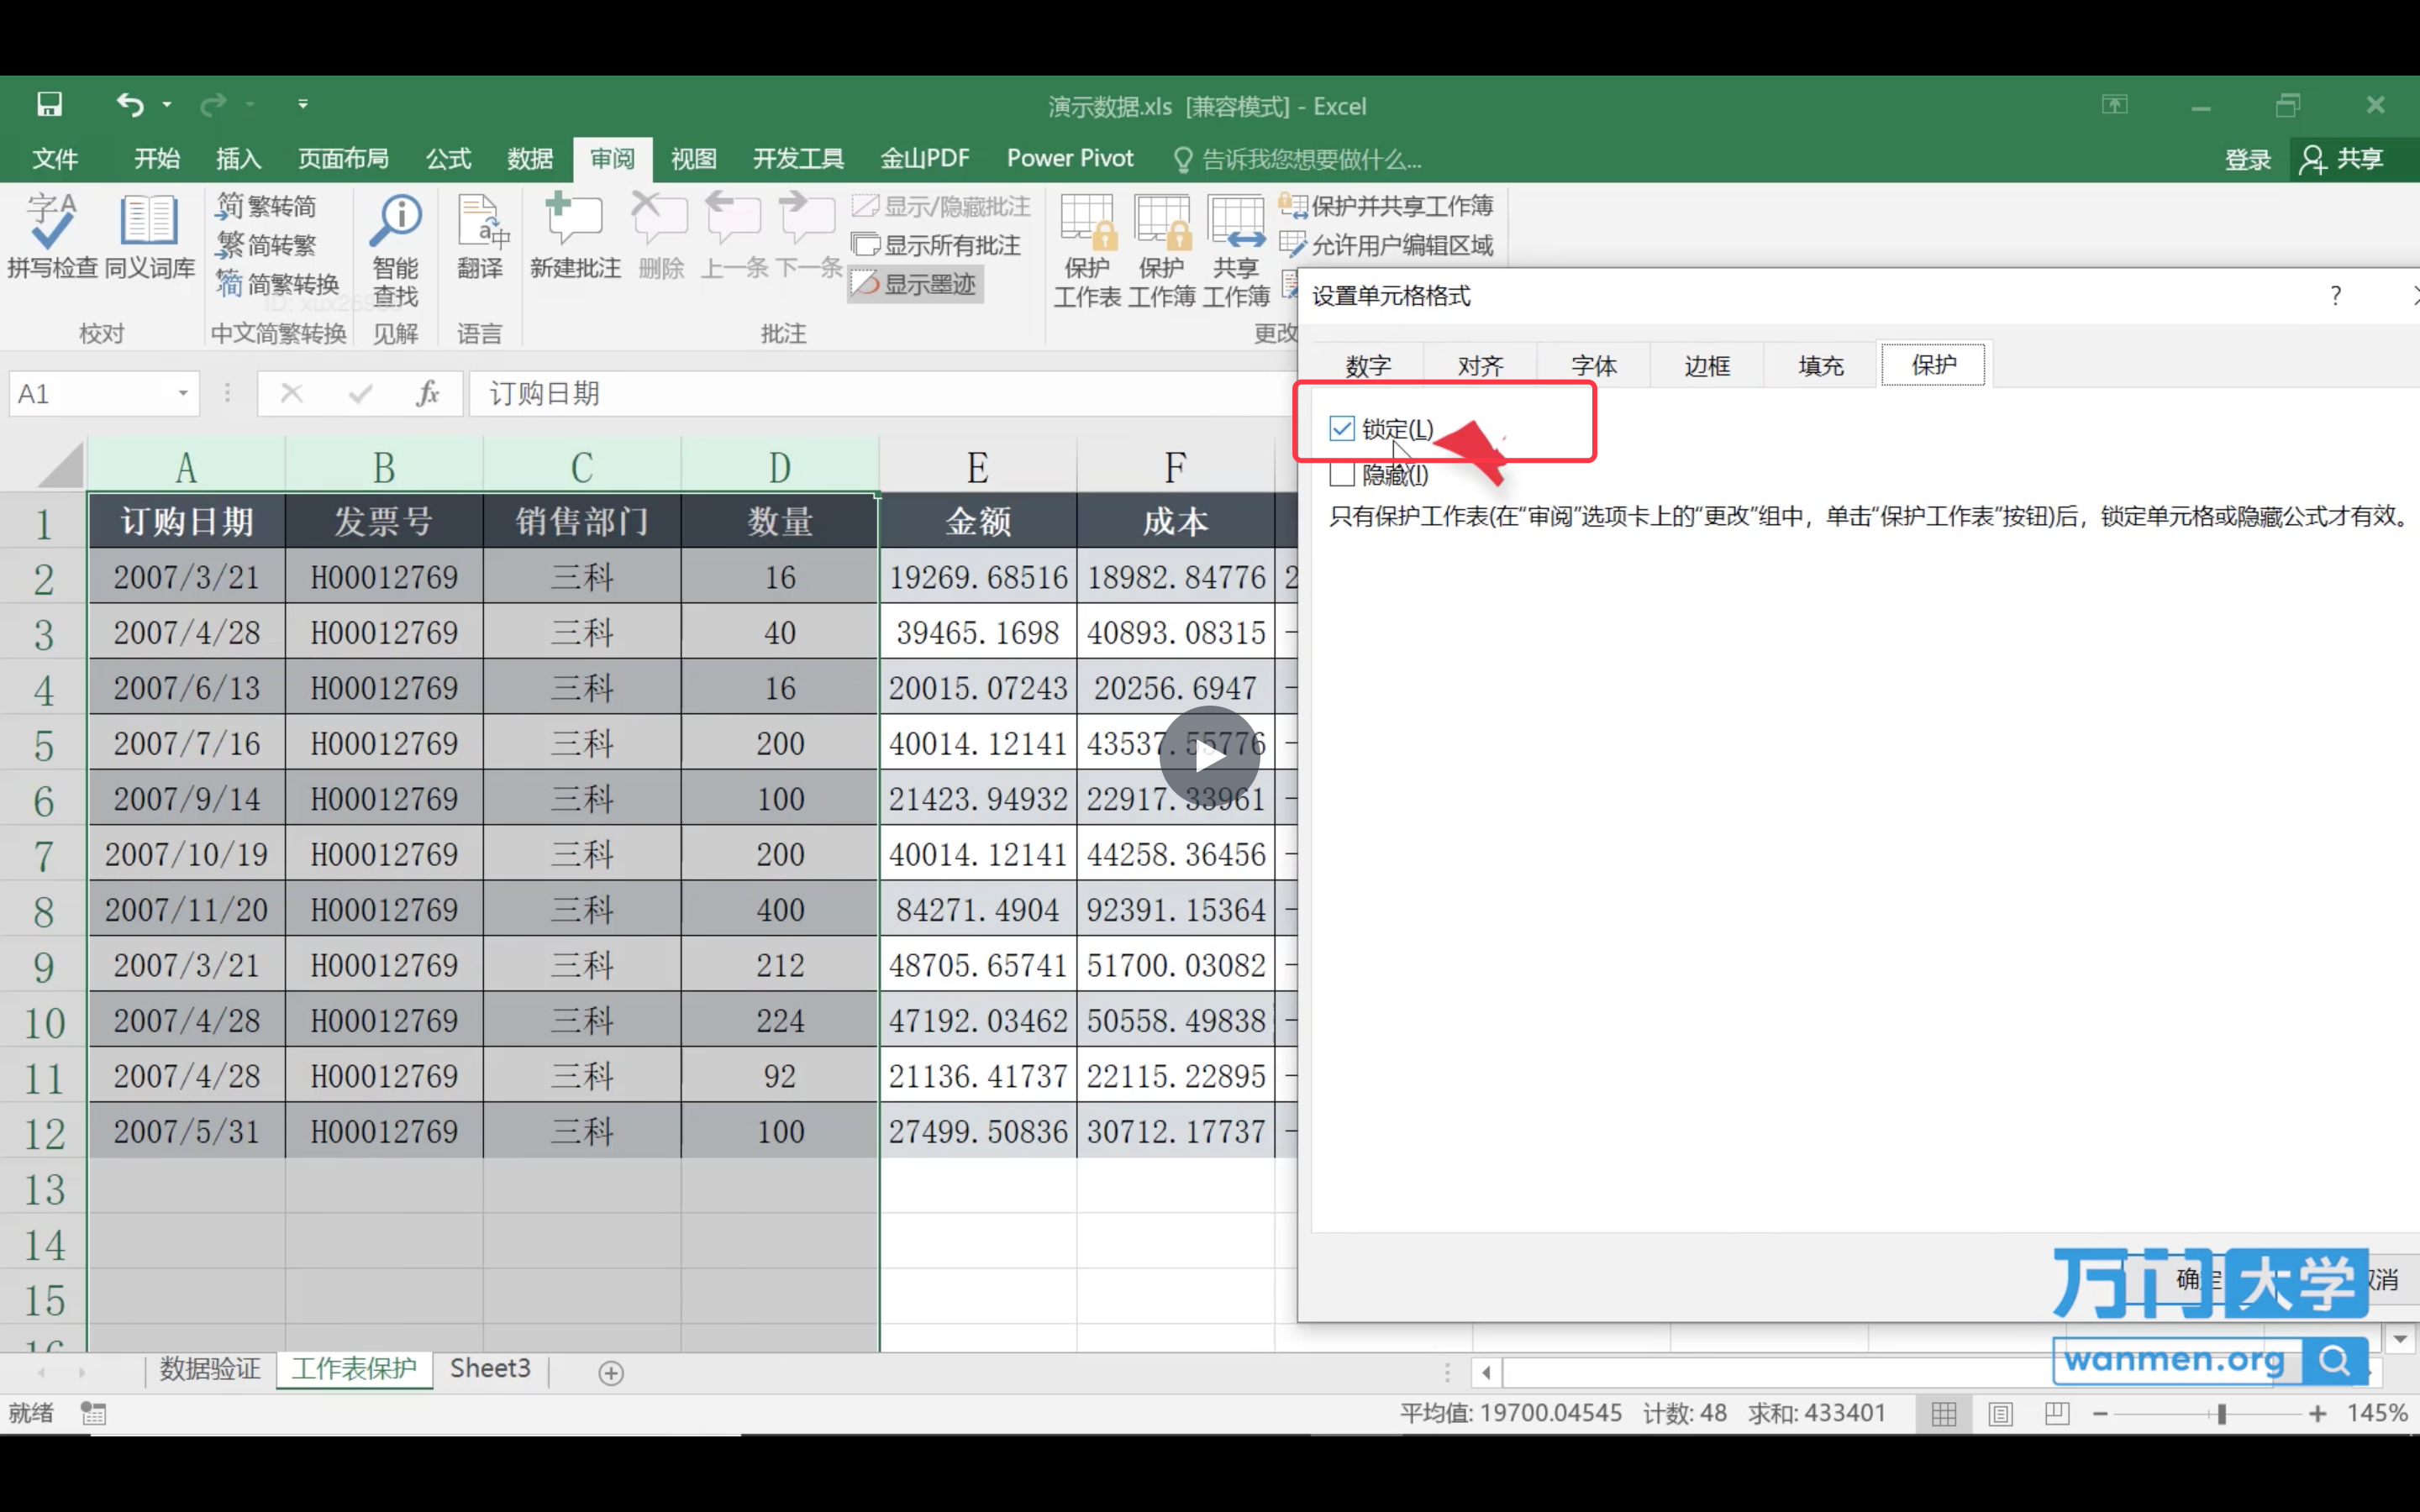 演示数据.xls [兼容模式] - Excel
文件 开始 插入 页面布局 公式 数据 审阅 视图 开发工具 金山PDF Power Pivot 告诉我您想要做什么... 登录 共享
拼写检查 同义词库 繁转简 简转繁 简繁转换 智能查找 翻译 新建批注 删除 上一条 下一条 显示/隐藏批注 显示所有批注 显示墨迹 保护工作表 保护工作簿 共享工作簿 保护并共享工作簿 允许用户编辑区域
校对 中文简繁转换 见解 语言 批注 更改
A1 fx 订购日期
A B C D E F
1 订购日期 发票号 销售部门 数量 金额 成本
2 2007/3/21 H00012769 三科 16 19269.68516 18982.84776 2
3 2007/4/28 H00012769 三科 40 39465.1698 40893.08315 -
4 2007/6/13 H00012769 三科 16 20015.07243 20256.6947 -
5 2007/7/16 H00012769 三科 200 40014.12141 43537.55776 -
6 2007/9/14 H00012769 三科 100 21423.94932 22917.33961 -
7 2007/10/19 H00012769 三科 200 40014.12141 44258.36456 -
8 2007/11/20 H00012769 三科 400 84271.4904 92391.15364 -
9 2007/3/21 H00012769 三科 212 48705.65741 51700.03082 -
10 2007/4/28 H00012769 三科 224 47192.03462 50558.49838 -
11 2007/4/28 H00012769 三科 92 21136.41737 22115.22895 -
12 2007/5/31 H00012769 三科 100 27499.50836 30712.17737 -
13
14
15
16
设置单元格格式 ?
数字 对齐 字体 边框 填充 保护
锁定(L)
隐藏(I)
只有保护工作表(在“审阅”选项卡上的“更改”组中，单击“保护工作表”按钮)后，锁定单元格或隐藏公式才有效。
确定 取消
万门大学
wanmen.org
数据验证 工作表保护 Sheet3
就绪 平均值: 19700.04545 计数: 48 求和: 433401 145%